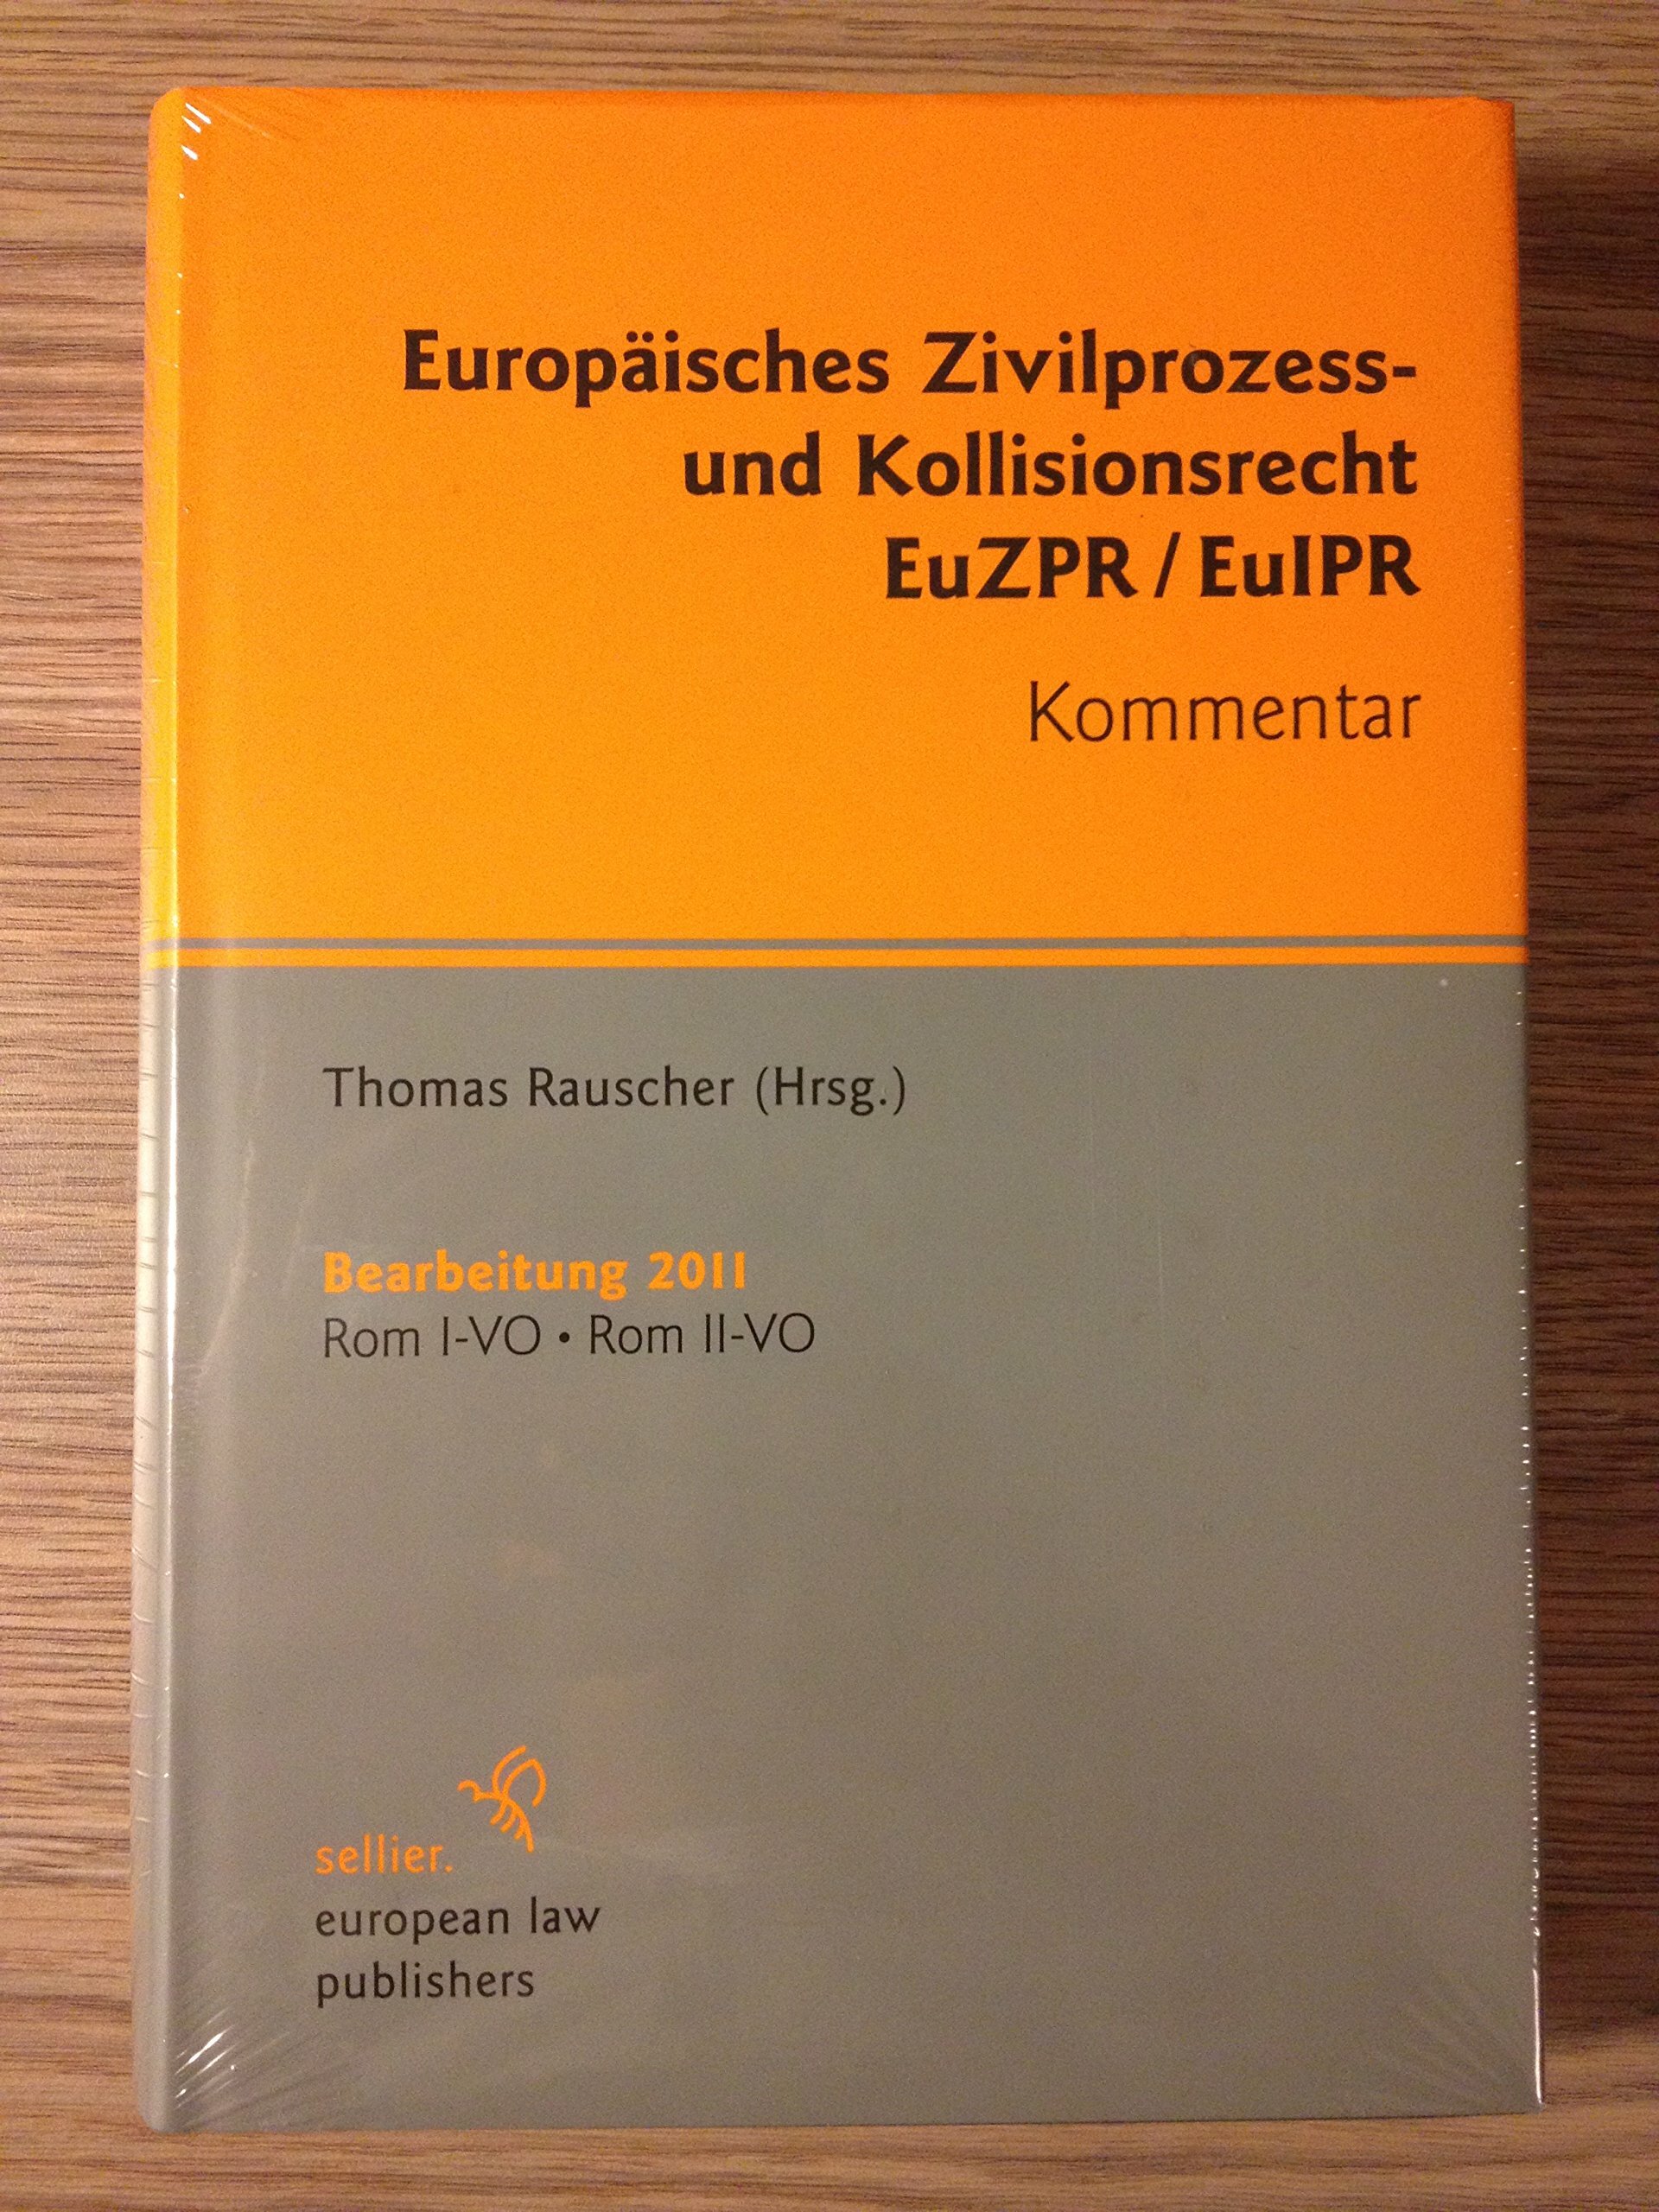 Europäisches Zivilprozess-
und Kollisionsrecht
EuZPR / EuIPR
Kommentar
Thomas Rauscher (Hrsg.)
Bearbeitung 2011
Rom I-VO • Rom II-VO
sellier.
european law
publishers